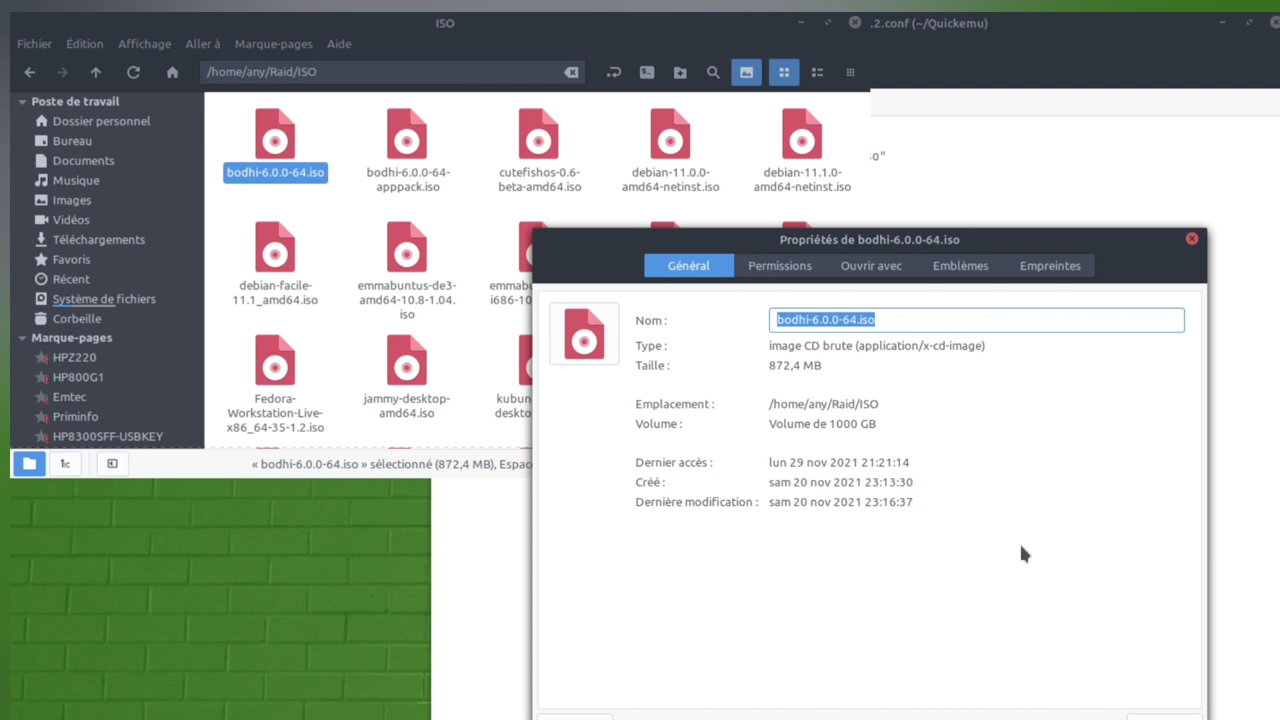 ISO
.2.conf (~/Quickemu)
Fichier Édition Affichage Aller à Marque-pages Aide
/home/any/Raid/ISO
Poste de travail
Dossier personnel
Bureau
Documents
Musique
Images
Vidéos
Téléchargements
Favoris
Récent
Système de fichiers
Corbeille
Marque-pages
HPZ220
HP800G1
Emtec
Priminfo
HP8300SFF-USBKEY
bodhi-6.0.0-64.iso
bodhi-6.0.0-64-
apppack.iso
cutefishos-0.6-
beta-amd64.iso
debian-11.0.0-
amd64-netinst.iso
debian-11.1.0-
amd64-netinst.iso
so"
debian-facile-
11.1_amd64.iso
emmabuntus-de3-
amd64-10.8-1.04.
iso
emmabu
i686-10
Fedora-
Workstation-Live-
x86_64-35-1.2.iso
jammy-desktop-
amd64.iso
kubun
deskto
« bodhi-6.0.0-64.iso » sélectionné (872,4 MB), Espac
Propriétés de bodhi-6.0.0-64.iso
Général Permissions Ouvrir avec Emblèmes Empreintes
Nom : bodhi-6.0.0-64.iso
Type : image CD brute (application/x-cd-image)
Taille : 872,4 MB
Emplacement : /home/any/Raid/ISO
Volume : Volume de 1000 GB
Dernier accès : lun 29 nov 2021 21:21:14
Créé : sam 20 nov 2021 23:13:30
Dernière modification : sam 20 nov 2021 23:16:37